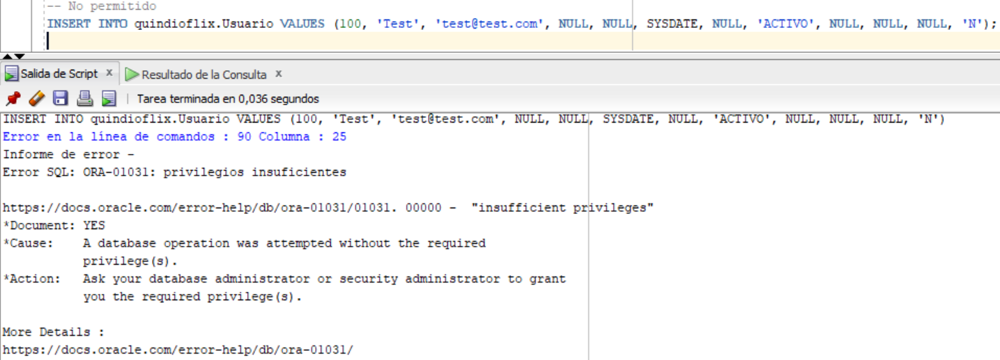 -- No permitido
INSERT INTO quindioflix.Usuario VALUES (100, 'Test', 'test@test.com', NULL, NULL, SYSDATE, NULL, 'ACTIVO', NULL, NULL, NULL, 'N');
Salida de Script x Resultado de la Consulta x
Tarea terminada en 0,036 segundos
INSERT INTO quindioflix.Usuario VALUES (100, 'Test', 'test@test.com', NULL, NULL, SYSDATE, NULL, 'ACTIVO', NULL, NULL, NULL, 'N')
Error en la línea de comandos : 90 Columna : 25
Informe de error -
Error SQL: ORA-01031: privilegios insuficientes
https://docs.oracle.com/error-help/db/ora-01031/01031. 00000 -  "insufficient privileges"
*Document: YES
*Cause:    A database operation was attempted without the required
privilege(s).
*Action:   Ask your database administrator or security administrator to grant
you the required privilege(s).
More Details :
https://docs.oracle.com/error-help/db/ora-01031/